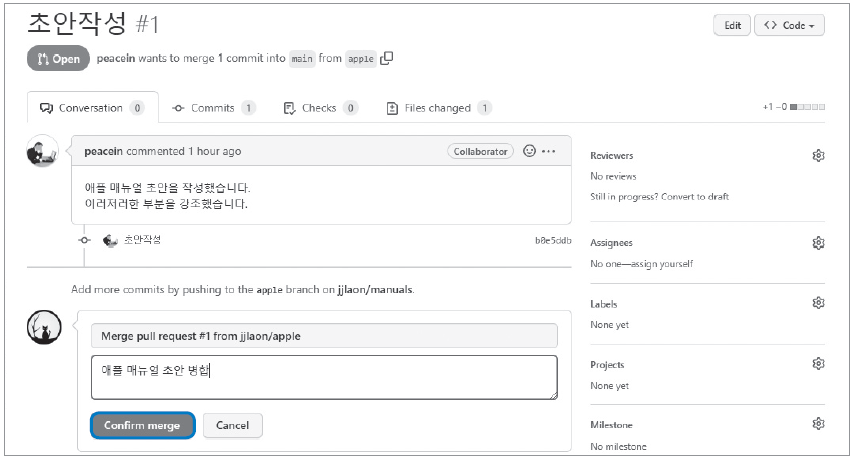 초안작성 #1
Edit
<> Code
Open peacein wants to merge 1 commit into main from apple
Conversation 0 Commits 1 Checks 0 Files changed 1
+1 −0
peacein commented 1 hour ago Collaborator
애플 매뉴얼 초안을 작성했습니다.
이러저러한 부분을 강조했습니다.
초안작성 b0e5ddb
Add more commits by pushing to the apple branch on jjlaon/manuals.
Merge pull request #1 from jjlaon/apple
애플 매뉴얼 초안 병합
Confirm merge Cancel
Reviewers
No reviews
Still in progress? Convert to draft
Assignees
No one—assign yourself
Labels
None yet
Projects
None yet
Milestone
No milestone